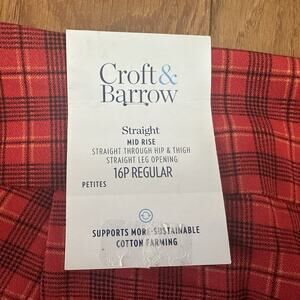 Croft&
Barrow
Straight
MID RISE
STRAIGHT THROUGH HIP & THIGH
STRAIGHT LEG OPENING
16P REGULAR
PETITES
SUPPORTS MORE SUSTAINABLE
COTTON FARMING